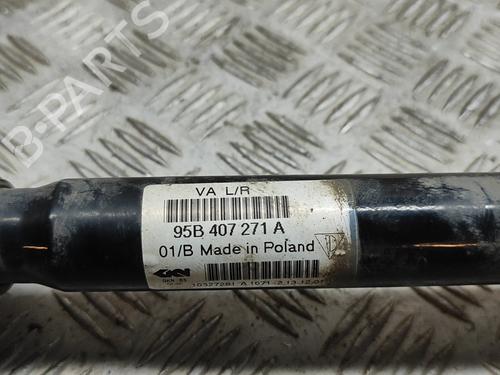 B-PARTS
VA L/R
95B 407 271 A
01/B Made in Poland
GKN